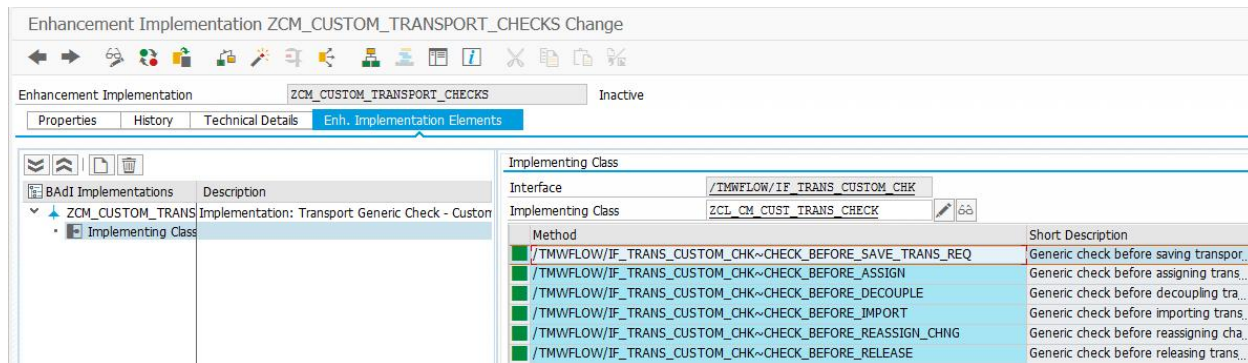 Enhancement Implementation ZCM_CUSTOM_TRANSPORT_CHECKS Change
Enhancement Implementation ZCM_CUSTOM_TRANSPORT_CHECKS Inactive
Properties History Technical Details Enh. Implementation Elements
BAdI Implementations Description
ZCM_CUSTOM_TRANS Implementation: Transport Generic Check - Custom
Implementing Class
Implementing Class
Interface /TMWFLOW/IF_TRANS_CUSTOM_CHK
Implementing Class ZCL_CM_CUST_TRANS_CHECK
Method Short Description
/TMWFLOW/IF_TRANS_CUSTOM_CHK~CHECK_BEFORE_SAVE_TRANS_REQ Generic check before saving transpor...
/TMWFLOW/IF_TRANS_CUSTOM_CHK~CHECK_BEFORE_ASSIGN Generic check before assigning trans...
/TMWFLOW/IF_TRANS_CUSTOM_CHK~CHECK_BEFORE_DECOUPLE Generic check before decoupling tra...
/TMWFLOW/IF_TRANS_CUSTOM_CHK~CHECK_BEFORE_IMPORT Generic check before importing trans...
/TMWFLOW/IF_TRANS_CUSTOM_CHK~CHECK_BEFORE_REASSIGN_CHNG Generic check before reassigning cha...
/TMWFLOW/IF_TRANS_CUSTOM_CHK~CHECK_BEFORE_RELEASE Generic check before releasing trans...